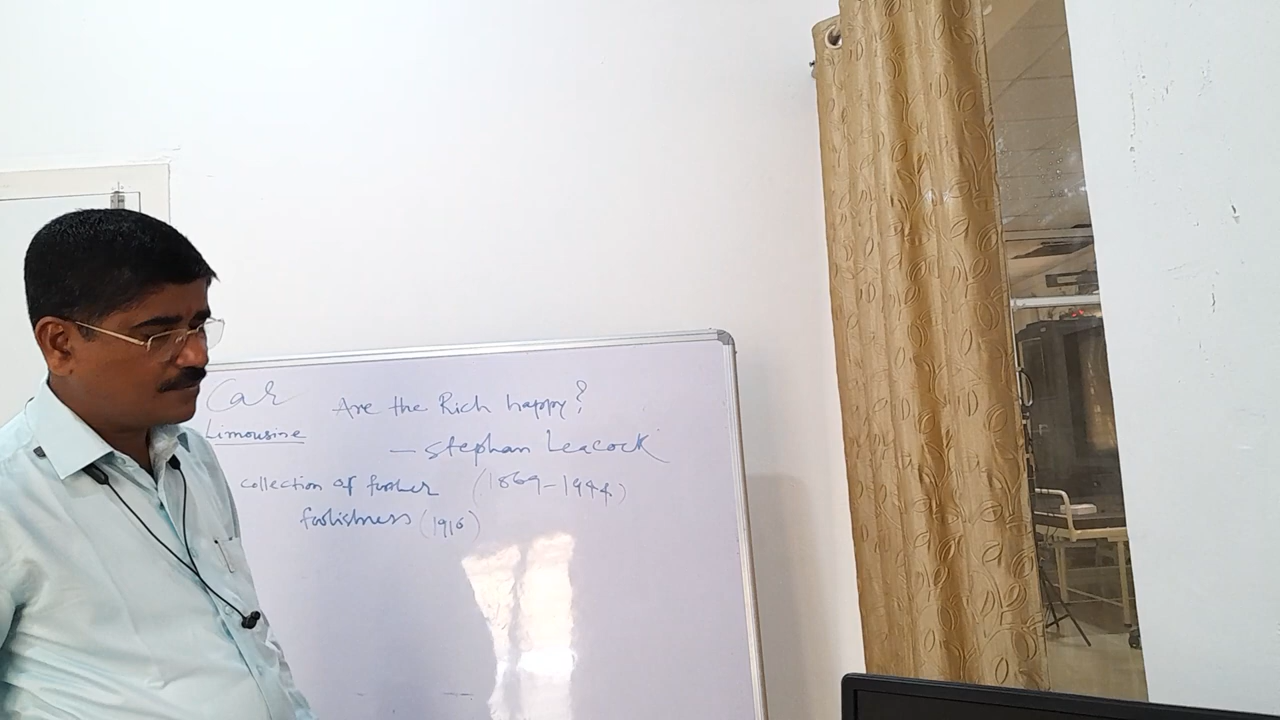 Car
Are the Rich happy?
Limousine
— Stephan Leacock
collection of further (1869-1944)
foolishness (1916)